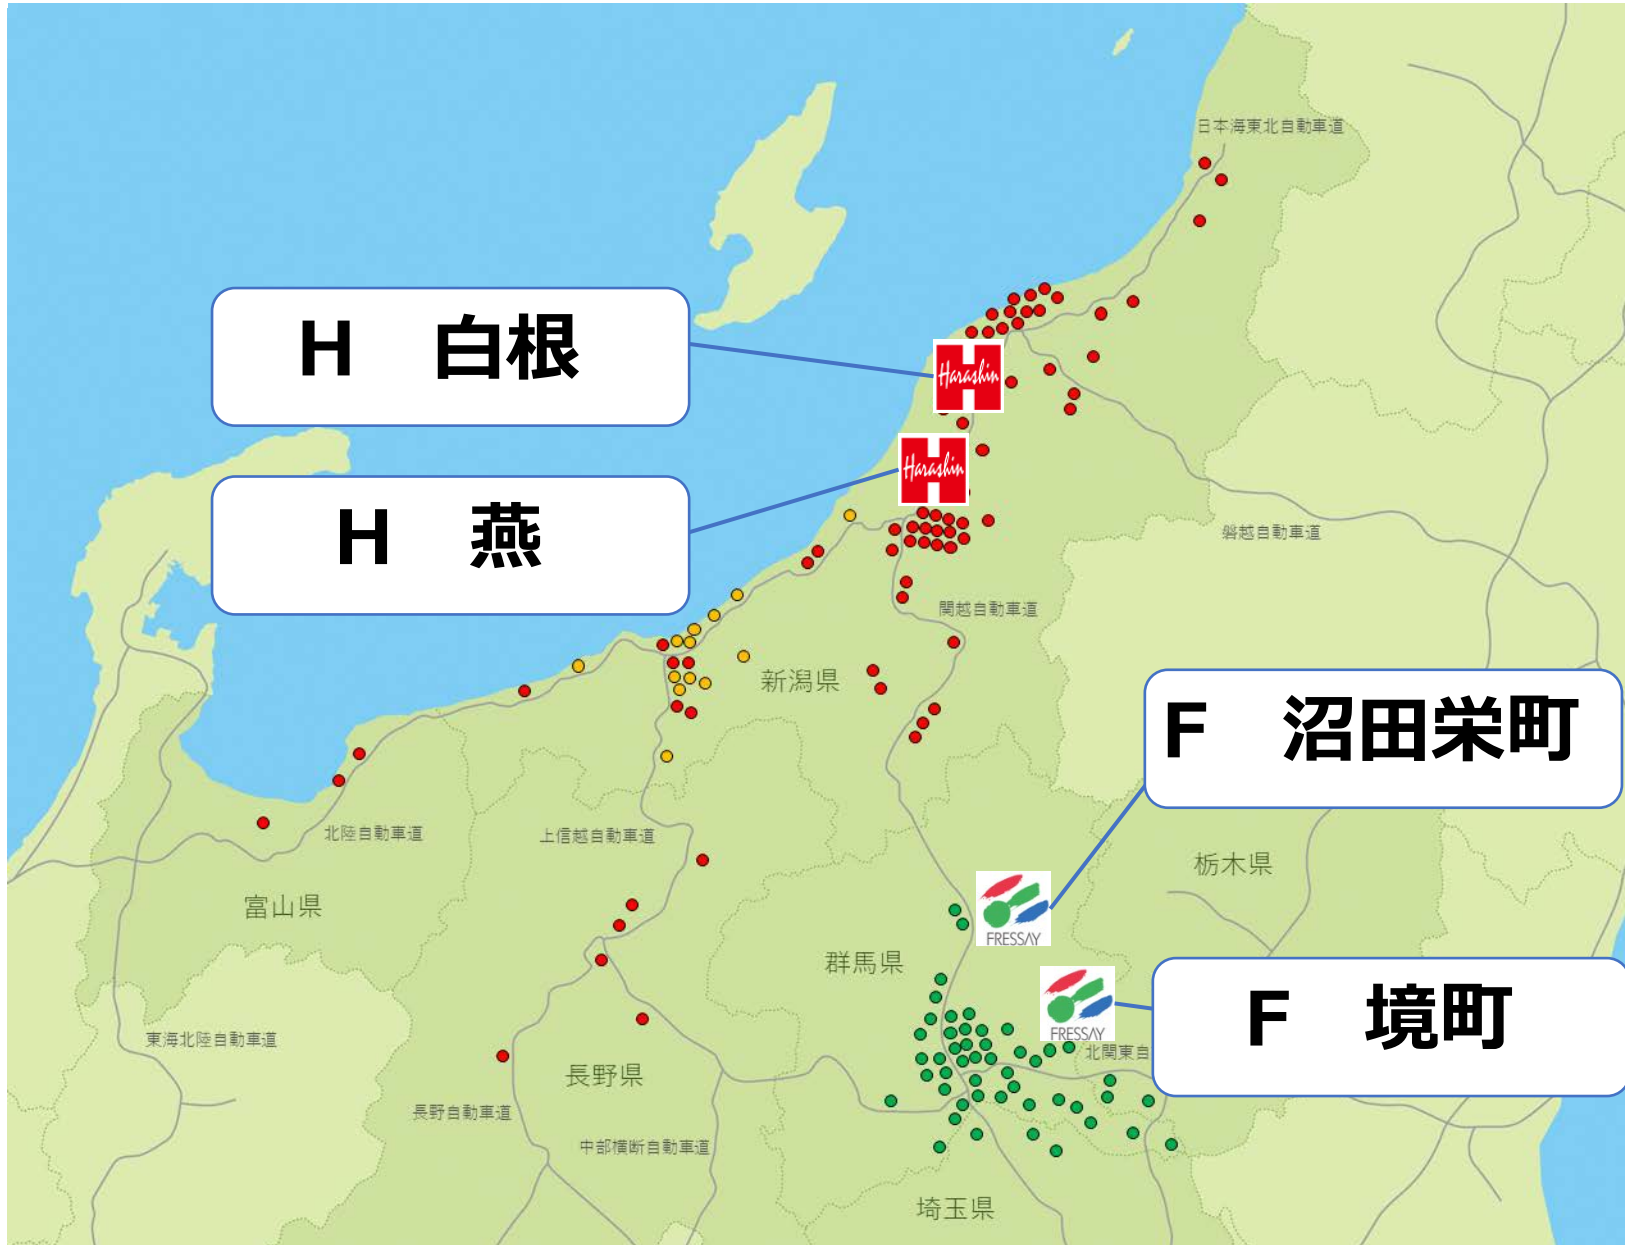 日本海東北自動車道
H 白根
Harashin
H 燕
Harashin
磐越自動車道
関越自動車道
新潟県
F 沼田栄町
北陸自動車道
上信越自動車道
栃木県
富山県
FRESSAY
群馬県
F 境町
FRESSAY
東海北陸自動車道
北関東自
長野県
長野自動車道
中部横断自動車道
埼玉県